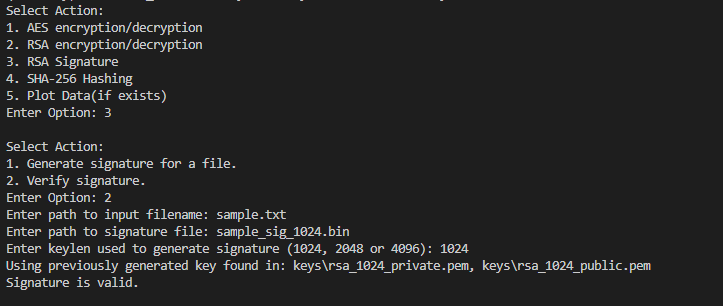 Select Action:
1. AES encryption/decryption
2. RSA encryption/decryption
3. RSA Signature
4. SHA-256 Hashing
5. Plot Data(if exists)
Enter Option: 3
Select Action:
1. Generate signature for a file.
2. Verify signature.
Enter Option: 2
Enter path to input filename: sample.txt
Enter path to signature file: sample_sig_1024.bin
Enter keylen used to generate signature (1024, 2048 or 4096): 1024
Using previously generated key found in: keys\rsa_1024_private.pem, keys\rsa_1024_public.pem
Signature is valid.